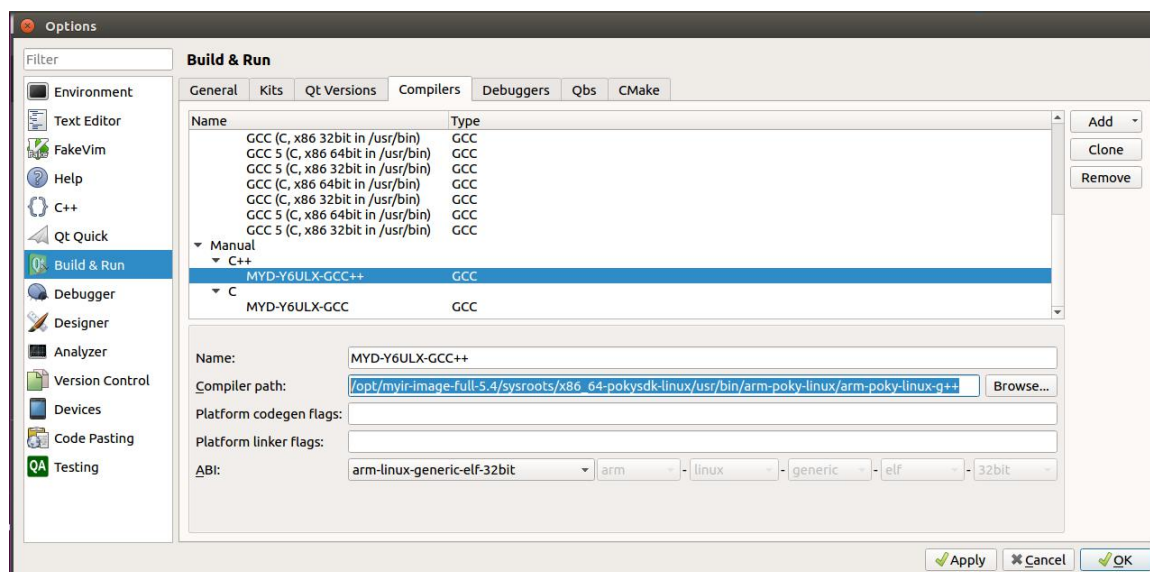 Options
Filter
Environment
Text Editor
FakeVim
Help
C++
Qt Quick
Build & Run
Debugger
Designer
Analyzer
Version Control
Devices
Code Pasting
QA Testing
Build & Run
General Kits Qt Versions Compilers Debuggers Qbs CMake
Name Type
GCC (C, x86 32bit in /usr/bin) GCC
GCC 5 (C, x86 64bit in /usr/bin) GCC
GCC 5 (C, x86 32bit in /usr/bin) GCC
GCC (C, x86 64bit in /usr/bin) GCC
GCC (C, x86 32bit in /usr/bin) GCC
GCC 5 (C, x86 64bit in /usr/bin) GCC
GCC 5 (C, x86 32bit in /usr/bin) GCC
Manual
C++
MYD-Y6ULX-GCC++ GCC
C
MYD-Y6ULX-GCC GCC
Add
Clone
Remove
Name: MYD-Y6ULX-GCC++
Compiler path: /opt/myir-image-full-5.4/sysroots/x86_64-pokysdk-linux/usr/bin/arm-poky-linux/arm-poky-linux-g++ Browse...
Platform codegen flags:
Platform linker flags:
ABI: arm-linux-generic-elf-32bit arm - linux - generic - elf - 32bit
Apply Cancel OK